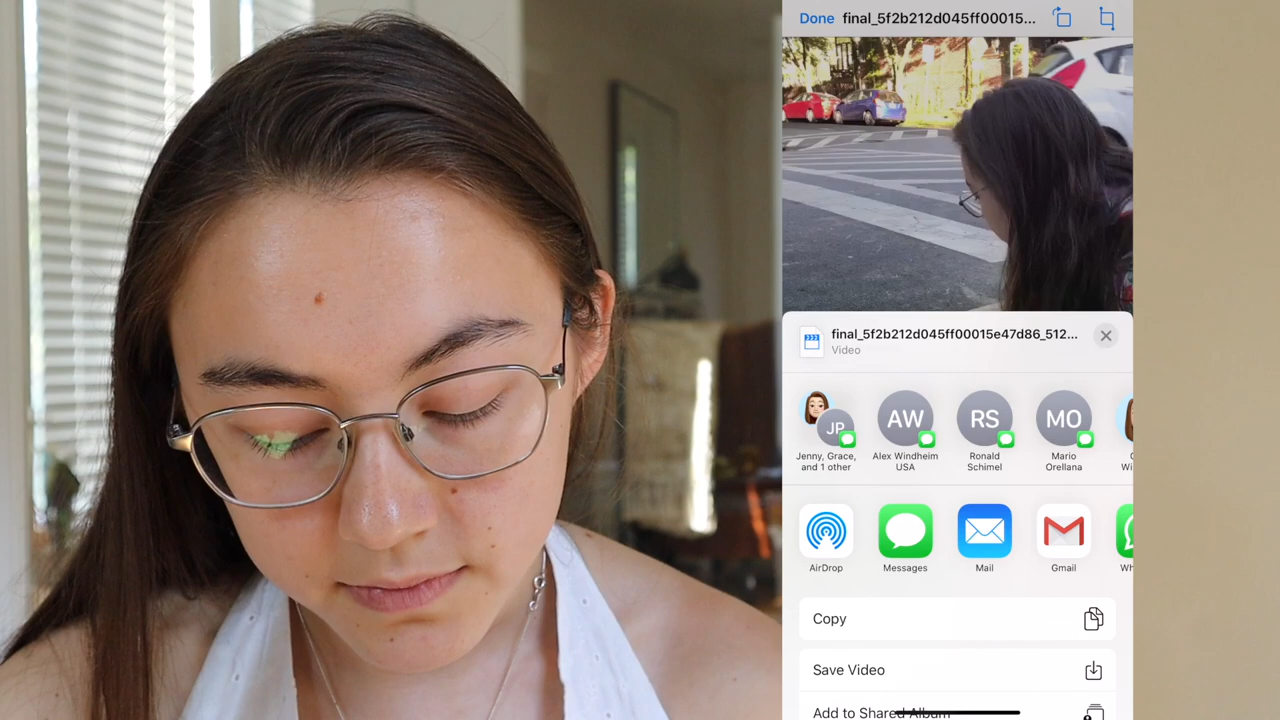 Done final_5f2b212d045ff00015...
final_5f2b212d045ff00015e47d86_512...
Video
JP
AW
RS
MO
Jenny, Grace,
and 1 other
Alex Windheim
USA
Ronald
Schimel
Mario
Orellana
AirDrop
Messages
Mail
Gmail
Copy
Save Video
Add to Shared Album